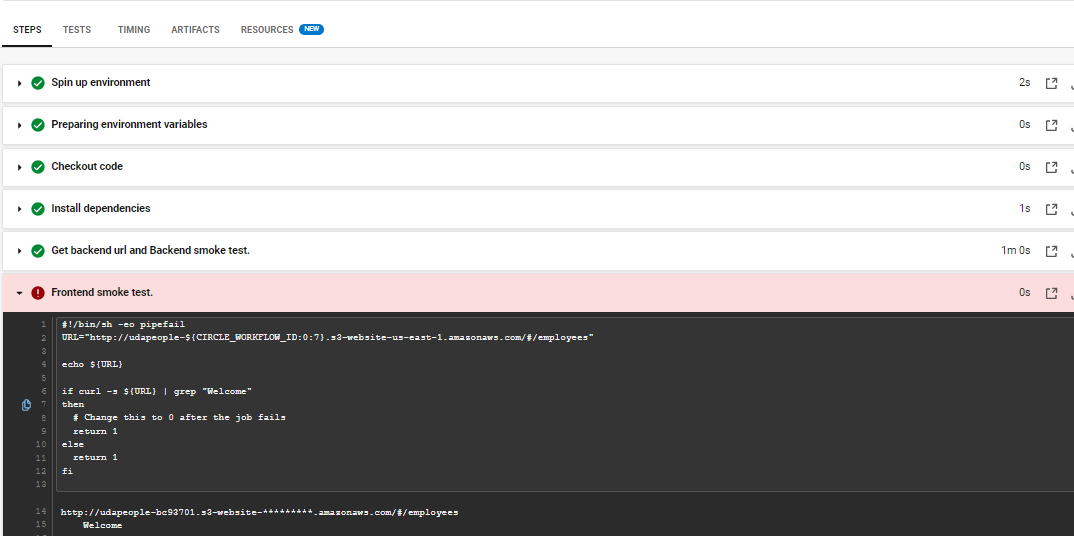 STEPS TESTS TIMING ARTIFACTS RESOURCES NEW
Spin up environment 2s
Preparing environment variables 0s
Checkout code 0s
Install dependencies 1s
Get backend url and Backend smoke test. 1m 0s
Frontend smoke test. 0s
1 #!/bin/sh -eo pipefail
2 URL="http://udapeople-${CIRCLE_WORKFLOW_ID:0:7}.s3-website-us-east-1.amazonaws.com/#/employees"
3
4 echo ${URL}
5
6 if curl -s ${URL} | grep "Welcome"
7 then
8 # Change this to 0 after the job fails
9 return 1
10 else
11 return 1
12 fi
13
14 http://udapeople-bc93701.s3-website-*********.amazonaws.com/#/employees
15 Welcome